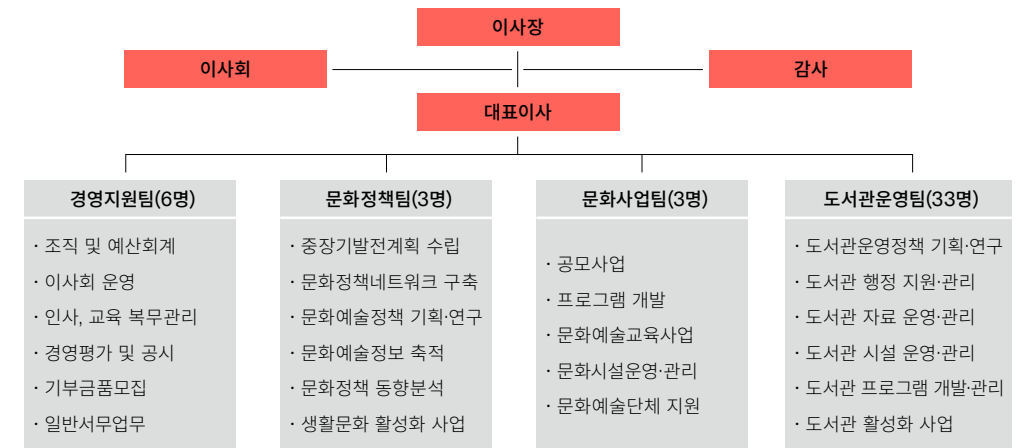 이사장
이사회
감사
대표이사
경영지원팀(6명)
· 조직 및 예산회계
· 이사회 운영
· 인사, 교육 복무관리
· 경영평가 및 공시
· 기부금품모집
· 일반서무업무
문화정책팀(3명)
· 중장기발전계획 수립
· 문화정책네트워크 구축
· 문화예술정책 기획·연구
· 문화예술정보 축적
· 문화정책 동향분석
· 생활문화 활성화 사업
문화사업팀(3명)
· 공모사업
· 프로그램 개발
· 문화예술교육사업
· 문화시설운영·관리
· 문화예술단체 지원
도서관운영팀(33명)
· 도서관운영정책 기획·연구
· 도서관 행정 지원·관리
· 도서관 자료 운영·관리
· 도서관 시설 운영·관리
· 도서관 프로그램 개발·관리
· 도서관 활성화 사업